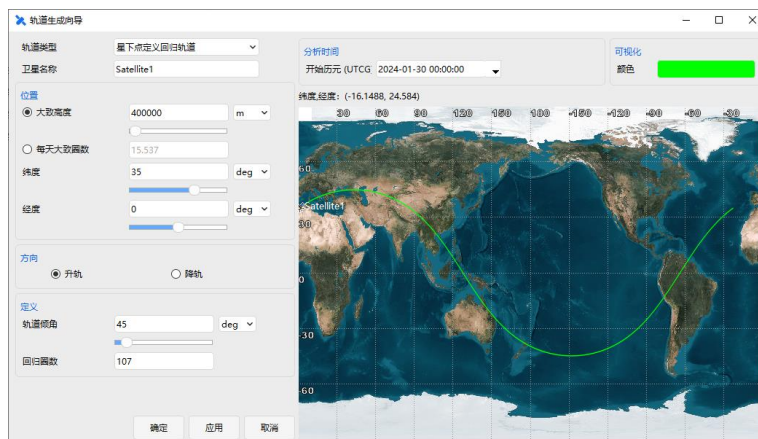 轨道生成向导
轨道类型 星下点定义回归轨道
卫星名称 Satellite1
位置
大致高度 400000 m
每天大致圈数 15.537
纬度 35 deg
经度 0 deg
方向
升轨 降轨
定义
轨道倾角 45 deg
回归圈数 107
确定 应用 取消
分析时间
开始历元 (UTCG 2024-01-30 00:00:00
可视化
颜色
纬度,经度: (-16.1488, 24.584)
30 60 90 120 150 180 -150 -120 -90 -60 -30
60
Satellite1
30
0
-30
-60